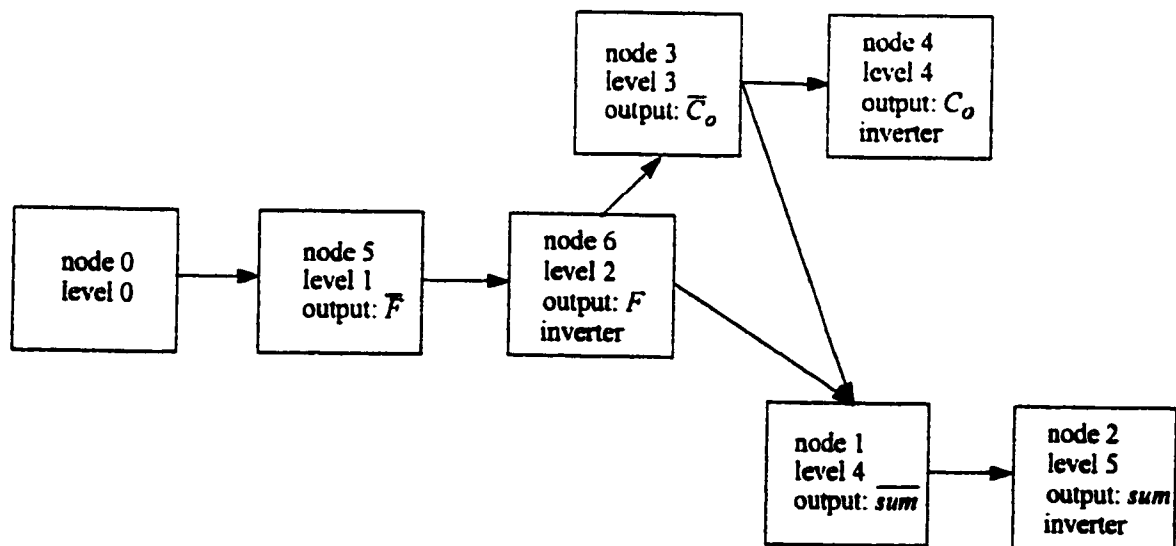 node 3
level 3
output: C̅ₒ
node 4
level 4
output: Cₒ
inverter
node 0
level 0
node 5
level 1
output: F̅
node 6
level 2
output: F
inverter
node 1
level 4
output: s̅u̅m̅
node 2
level 5
output: sum
inverter